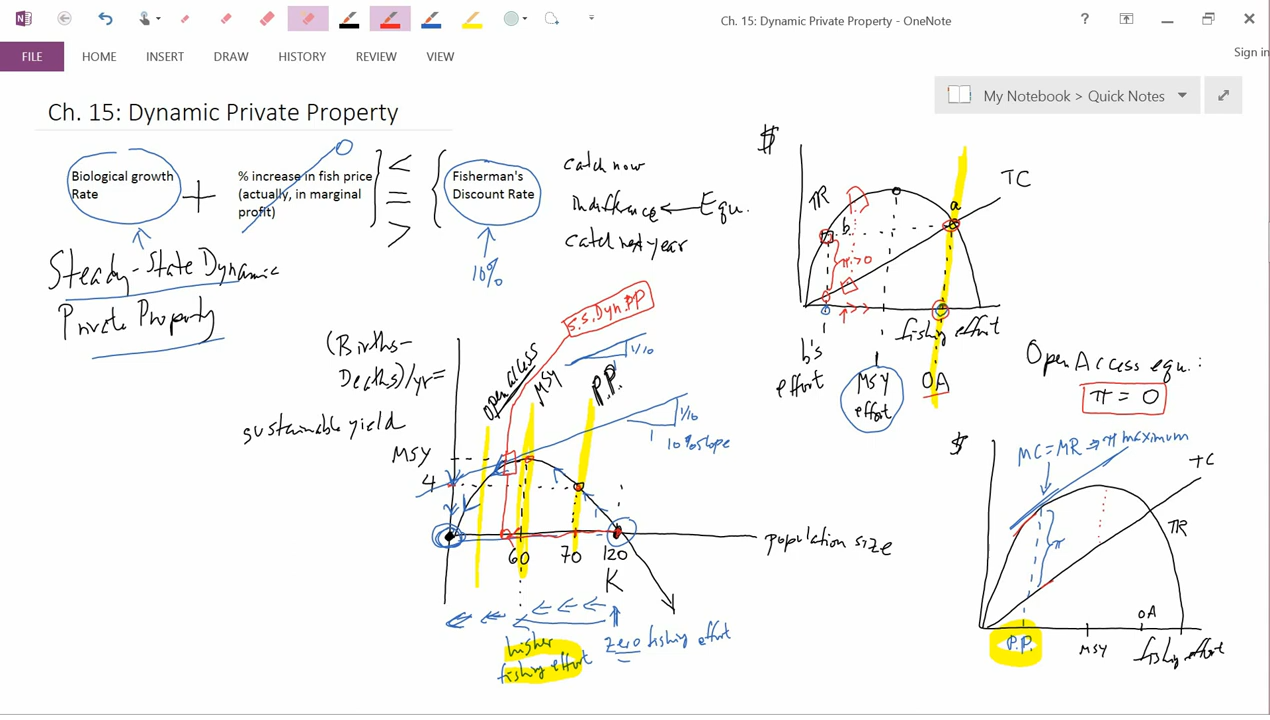 Ch. 15: Dynamic Private Property - OneNote
?
Sign in
FILE
HOME
INSERT
DRAW
HISTORY
REVIEW
VIEW
My Notebook > Quick Notes
Ch. 15: Dynamic Private Property
Biological growth
Rate
+
% increase in fish price
(actually, in marginal
profit)
0
<
=
>
Fisherman's
Discount Rate
10%
catch now
indifference ← Equ.
catch next year
Steady-State Dynamic
Private Property
(Births-
Deaths)/yr=
sustainable yield
MSY
4
open access
MSY
P.P.
S.S. Dyn. PP
1/10
1
1/10
1
10% slope
60
70
120
K
population size
higher
fishing effort
zero fishing effort
$
TR
TC
a
b
π>0
fishing effort
b's
effort
MSY
effort
OA
Open Access equ.:
π = 0
$
MC=MR ⇒ π maximum
TC
TR
π
P.P.
MSY
OA
fishing effort